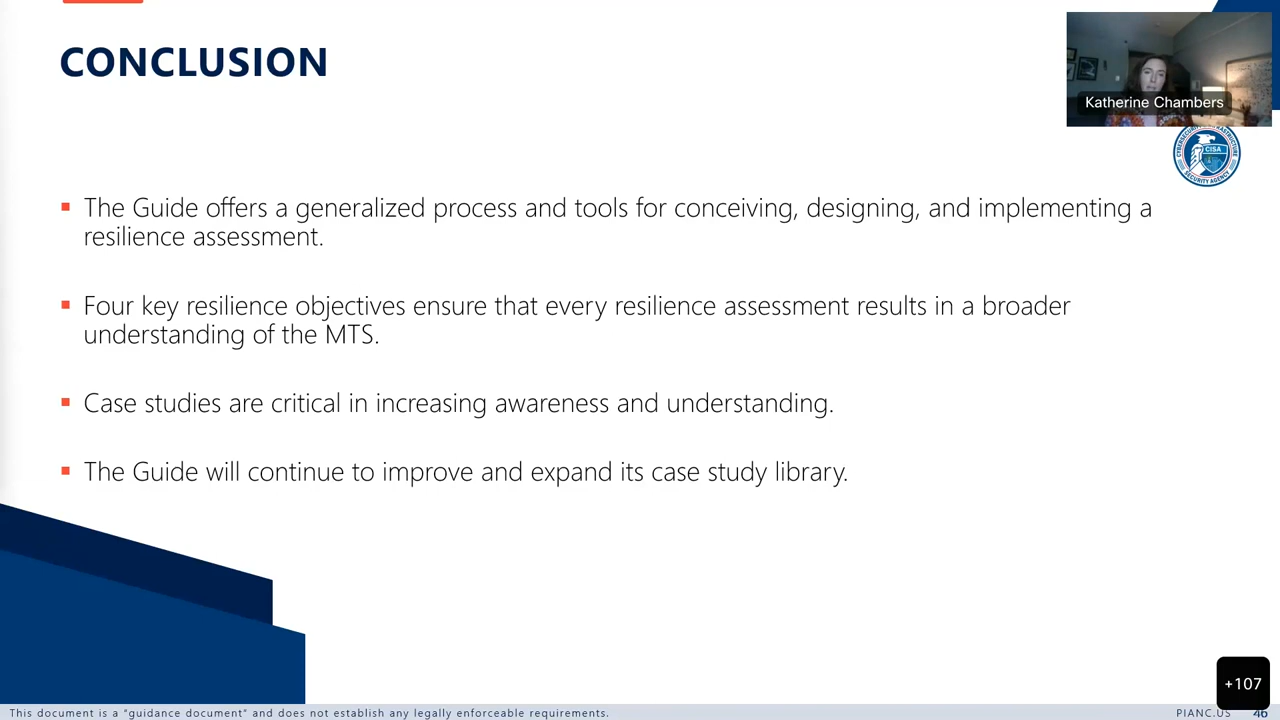 CONCLUSION
Katherine Chambers
CISA
SECURITY AGENCY
The Guide offers a generalized process and tools for conceiving, designing, and implementing a
resilience assessment.
Four key resilience objectives ensure that every resilience assessment results in a broader
understanding of the MTS.
Case studies are critical in increasing awareness and understanding.
The Guide will continue to improve and expand its case study library.
+107
This document is a "guidance document" and does not establish any legally enforceable requirements.
PIANC.US 46